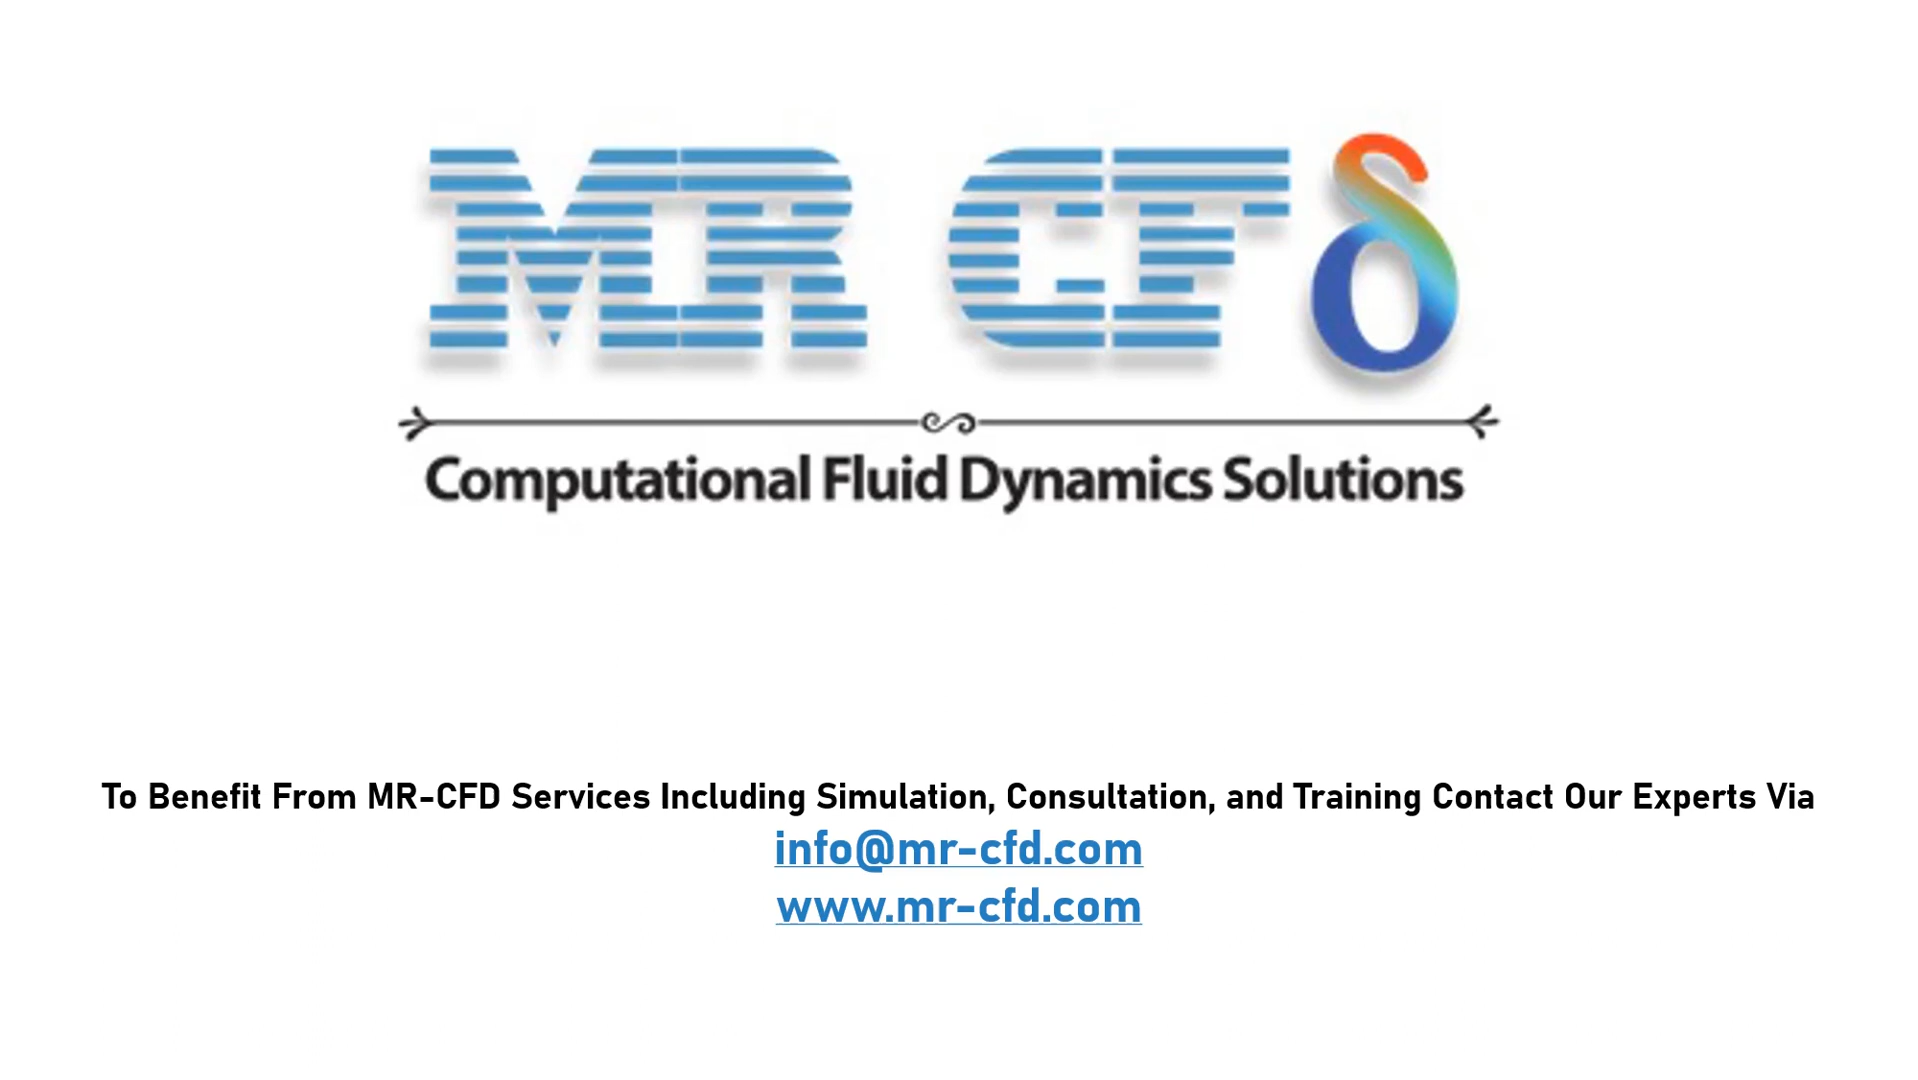 MR CFδ
Computational Fluid Dynamics Solutions
To Benefit From MR-CFD Services Including Simulation, Consultation, and Training Contact Our Experts Via
info@mr-cfd.com
www.mr-cfd.com